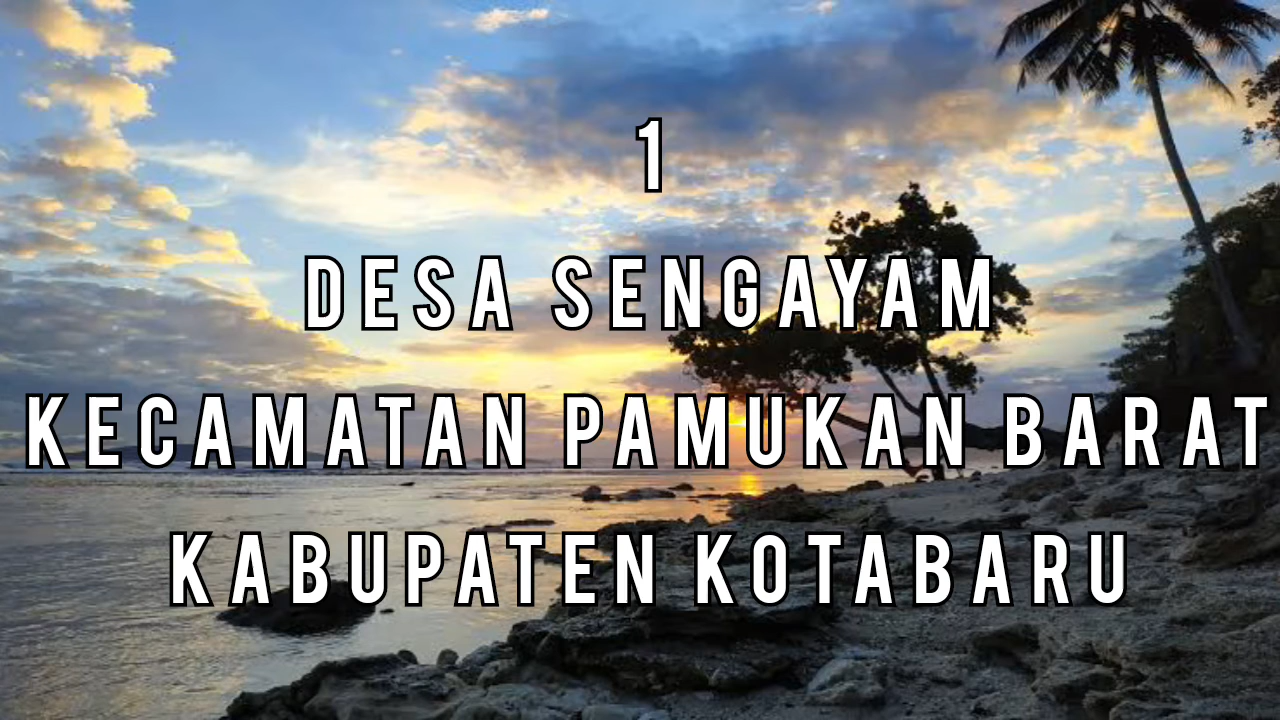 1
DESA SENGAYAM
KECAMATAN PAMUKAN BARAT
KABUPATEN KOTABARU